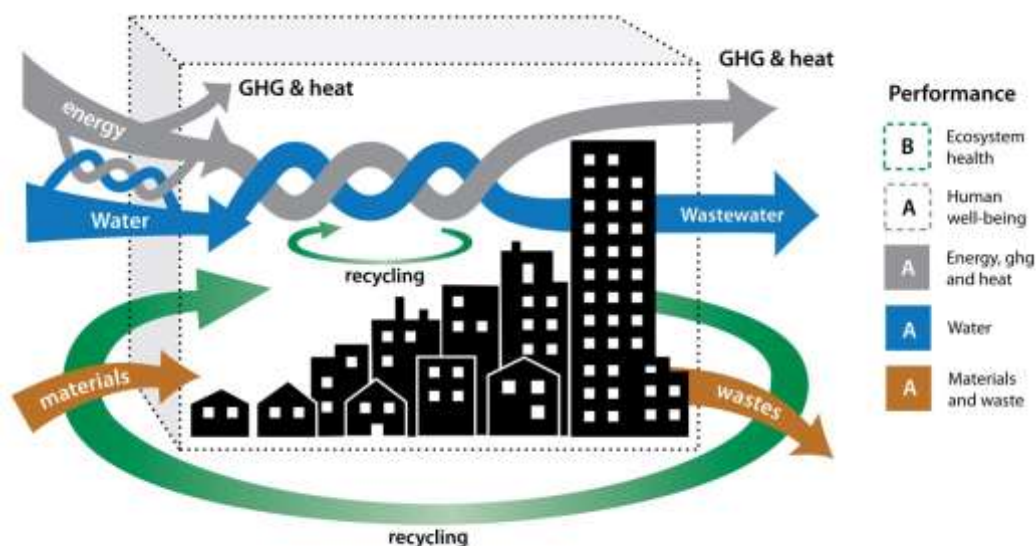 GHG & heat
GHG & heat
energy
Water
Wastewater
recycling
materials
wastes
recycling
Performance
B
Ecosystem
health
A
Human
well-being
A
Energy, ghg
and heat
A
Water
A
Materials
and waste